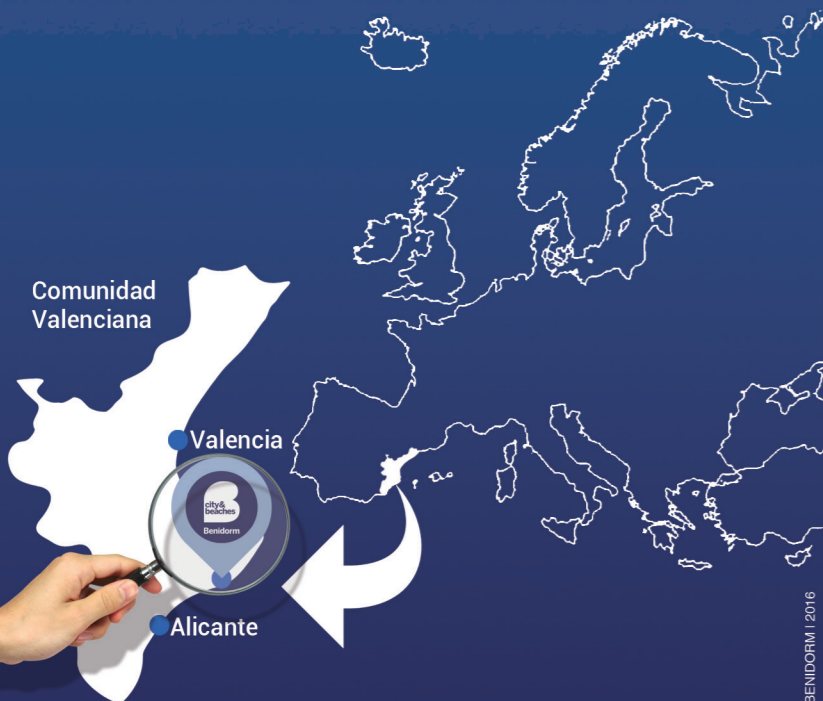 Comunidad
Valenciana
Valencia
city&
beaches
Benidorm
Alicante
BENIDORM | 2016